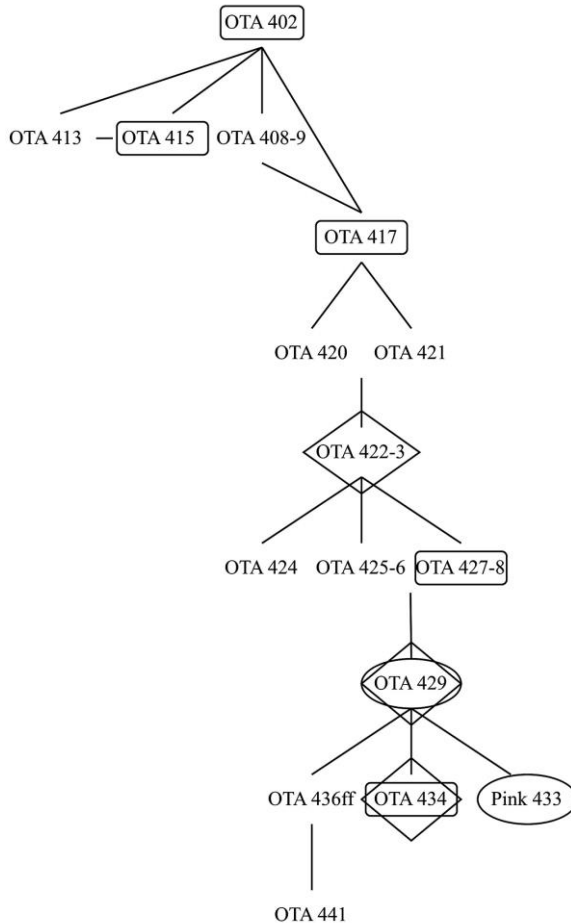 OTA 402
OTA 413
OTA 415
OTA 408-9
OTA 417
OTA 420
OTA 421
OTA 422-3
OTA 424
OTA 425-6
OTA 427-8
OTA 429
OTA 436ff
OTA 434
Pink 433
OTA 441